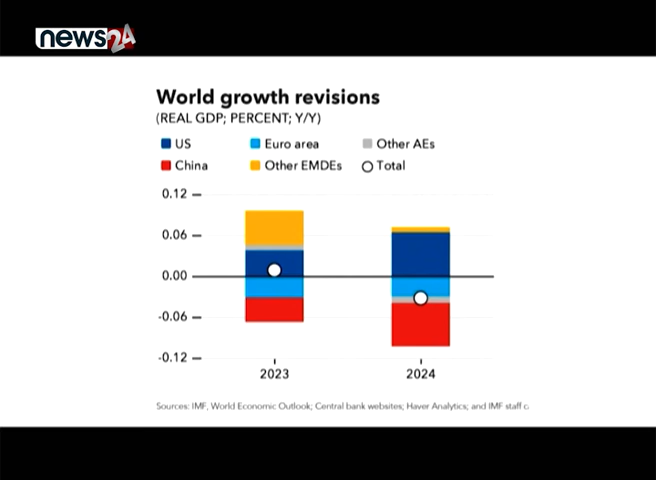 news24
World growth revisions
(REAL GDP; PERCENT; Y/Y)
US Euro area Other AEs
China Other EMDEs Total
0.12
0.06
0.00
-0.06
-0.12
2023 2024
Sources: IMF, World Economic Outlook; Central bank websites; Haver Analytics; and IMF staff c